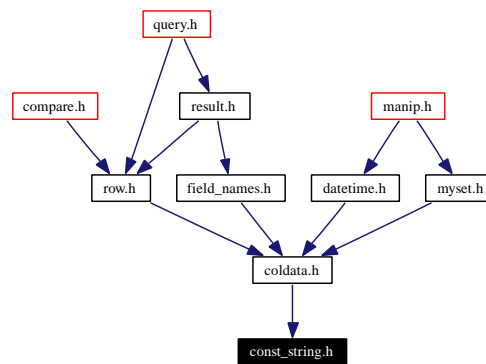 query.h
compare.h
result.h
manip.h
row.h
field_names.h
datetime.h
myset.h
coldata.h
const_string.h